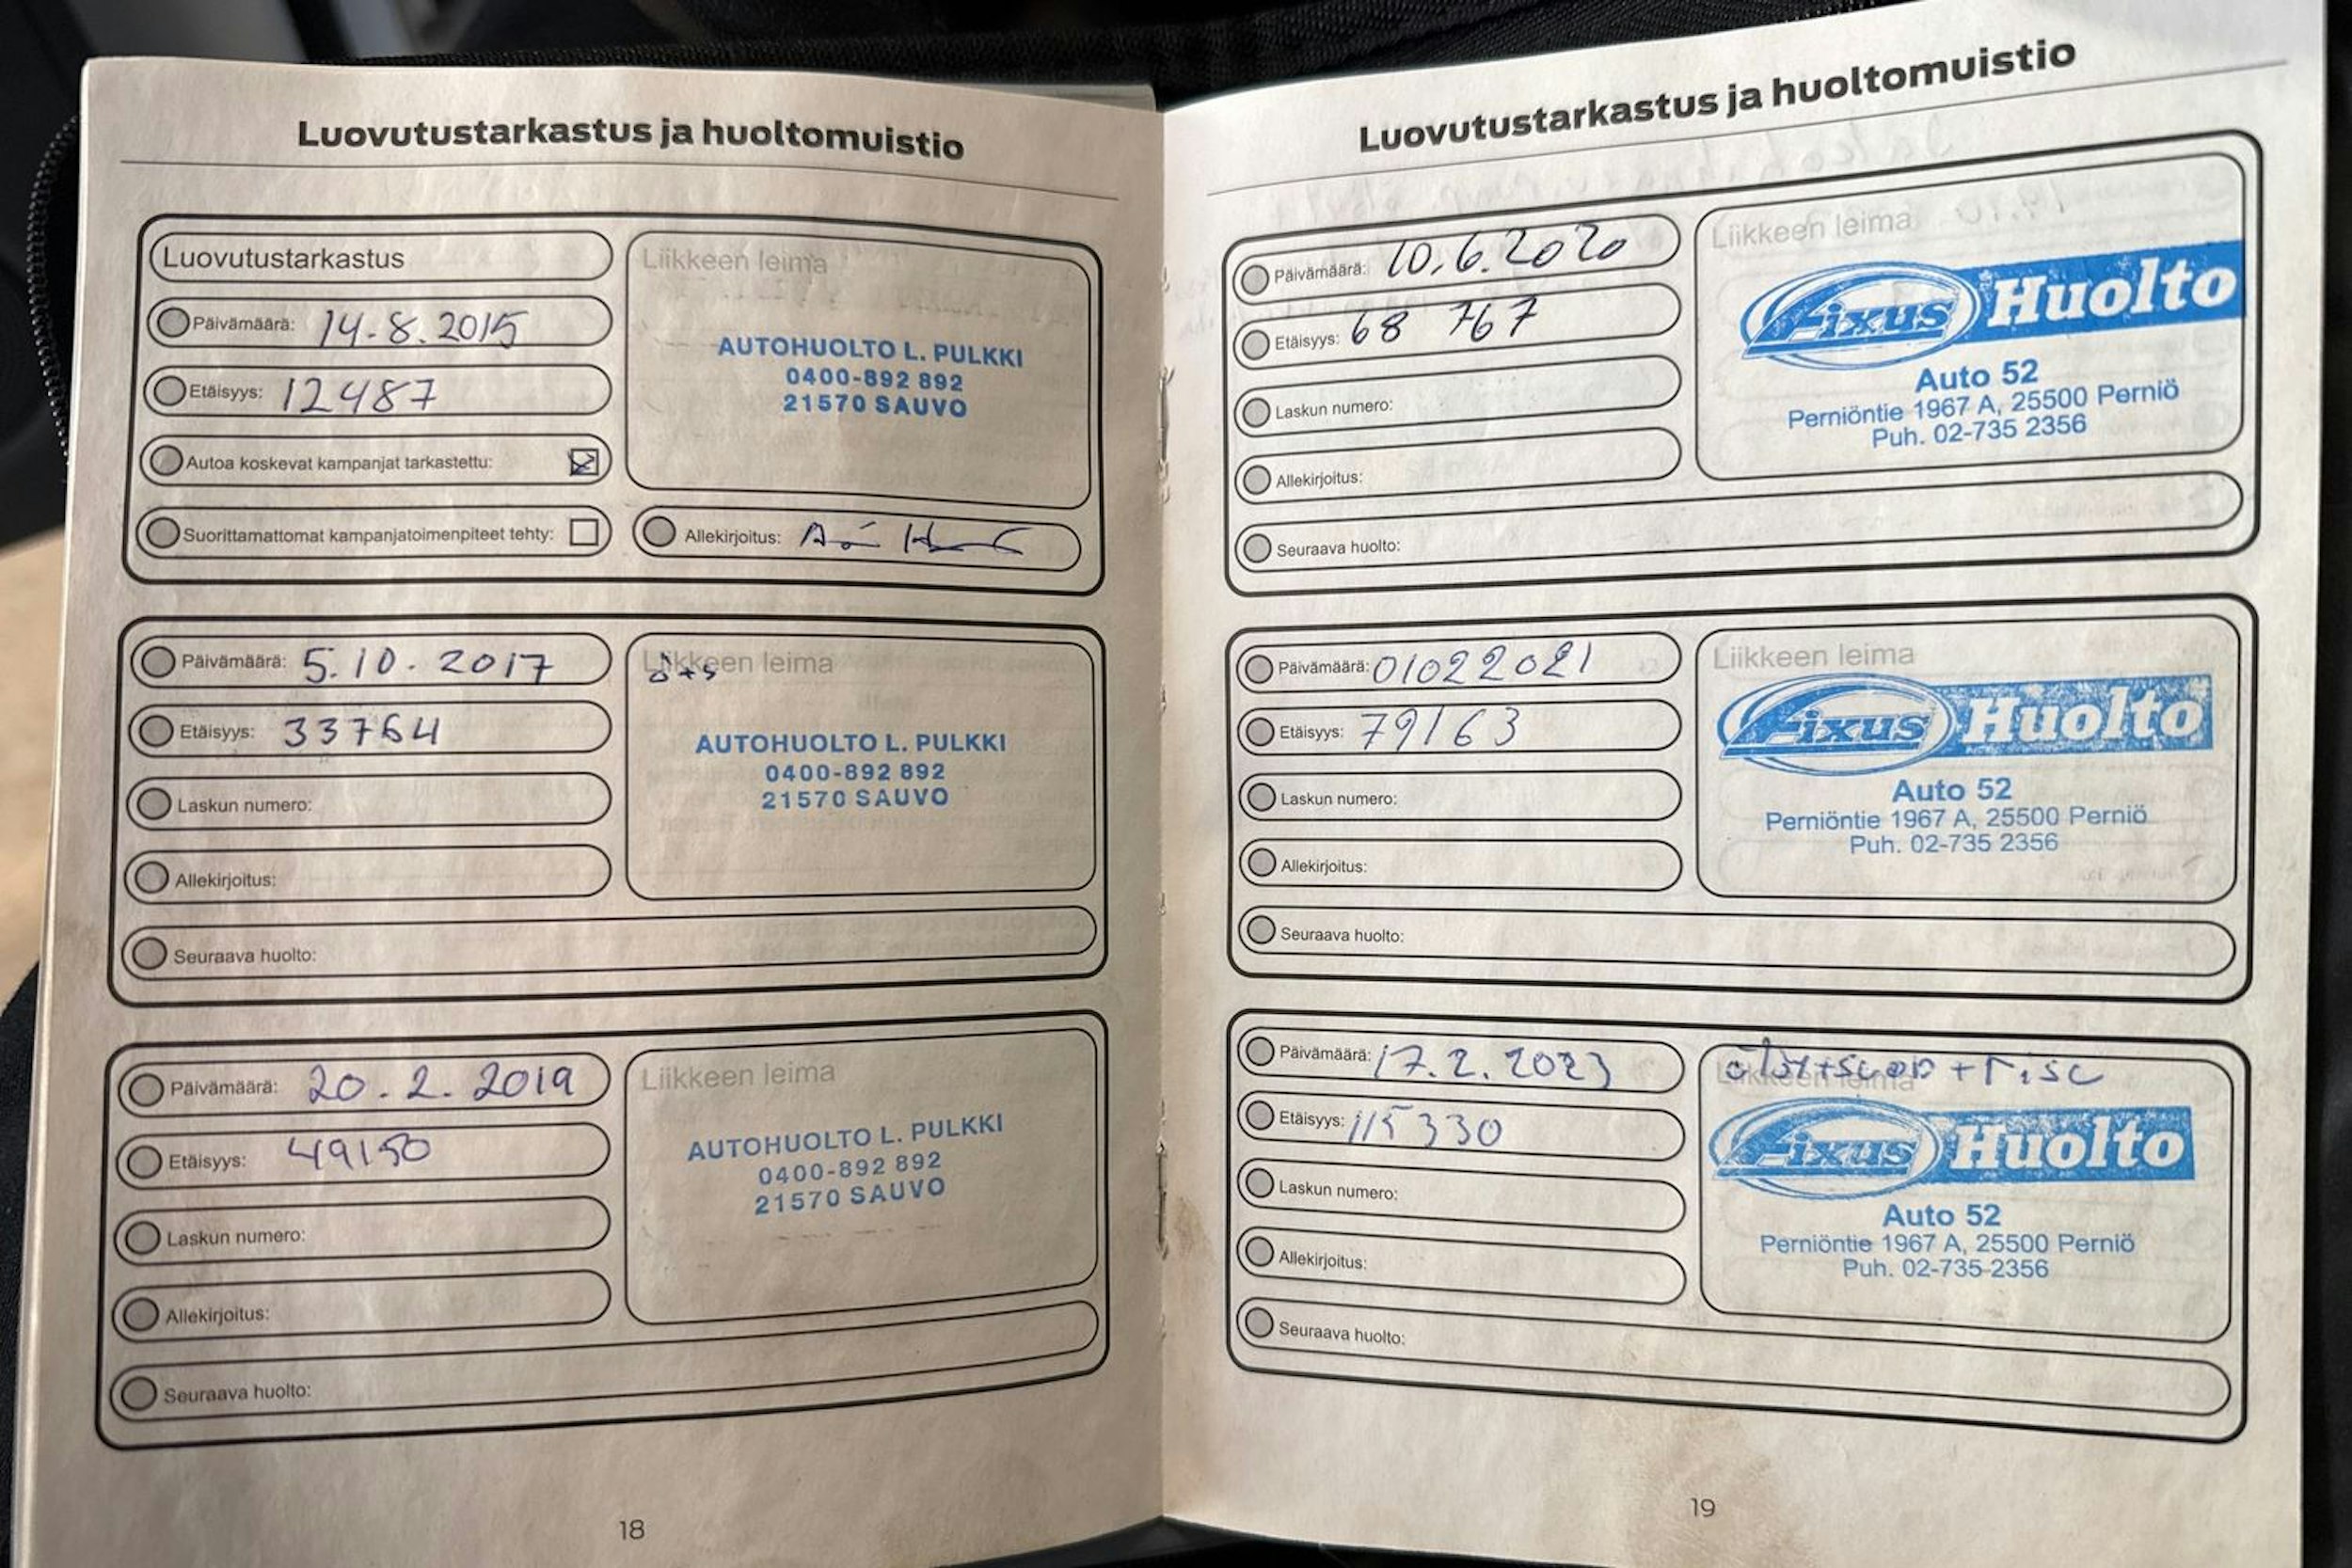 Luovutustarkastus ja huoltomuistio
Luovutustarkastus
Päivämäärä: 14.8.2015
Etäisyys: 12487
Autoa koskevat kampanjat tarkastettu:
Suorittamattomat kampanjatoimenpiteet tehty:
Liikkeen leima
AUTOHUOLTO L. PULKKI
0400-892 892
21570 SAUVO
Allekirjoitus:
Päivämäärä: 5.10.2017
Etäisyys: 33764
Laskun numero:
Allekirjoitus:
Seuraava huolto:
Liikkeen leima
ö+s
AUTOHUOLTO L. PULKKI
0400-892 892
21570 SAUVO
Päivämäärä: 20.2.2019
Etäisyys: 49150
Laskun numero:
Allekirjoitus:
Seuraava huolto:
Liikkeen leima
AUTOHUOLTO L. PULKKI
0400-892 892
21570 SAUVO
18
Luovutustarkastus ja huoltomuistio
Päivämäärä: 10.6.2020
Etäisyys: 68 767
Laskun numero:
Allekirjoitus:
Seuraava huolto:
Liikkeen leima
Fixus Huolto
Auto 52
Perniöntie 1967 A, 25500 Perniö
Puh. 02-735 2356
Päivämäärä: 01022021
Etäisyys: 79163
Laskun numero:
Allekirjoitus:
Seuraava huolto:
Liikkeen leima
Fixus Huolto
Auto 52
Perniöntie 1967 A, 25500 Perniö
Puh. 02-735 2356
Päivämäärä: 17.2.2023
Etäisyys: 115330
Laskun numero:
Allekirjoitus:
Seuraava huolto:
Liikkeen leima
Fixus Huolto
Auto 52
Perniöntie 1967 A, 25500 Perniö
Puh. 02-735 2356
19